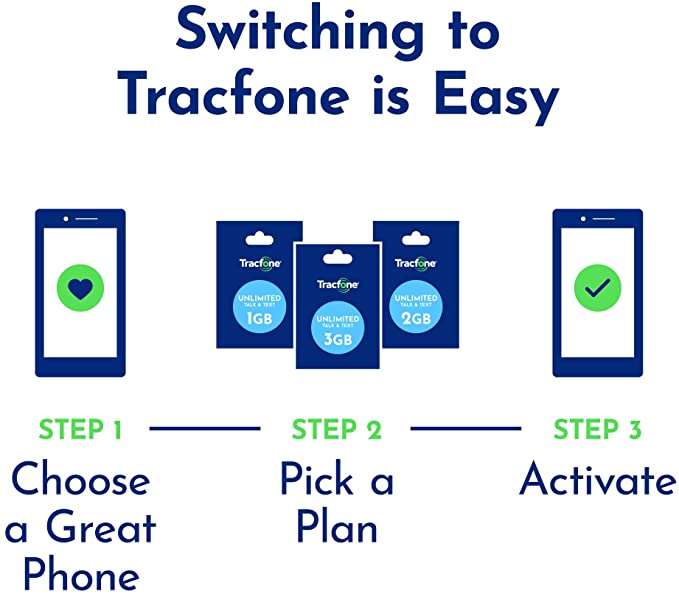 Switching to
Tracfone is Easy
Tracfone
UNLIMITED
TALK & TEXT
1GB
Tracfone
UNLIMITED
TALK & TEXT
3GB
Tracfone
UNLIMITED
TALK & TEXT
2GB
STEP 1
Choose
a Great
Phone
STEP 2
Pick a
Plan
STEP 3
Activate